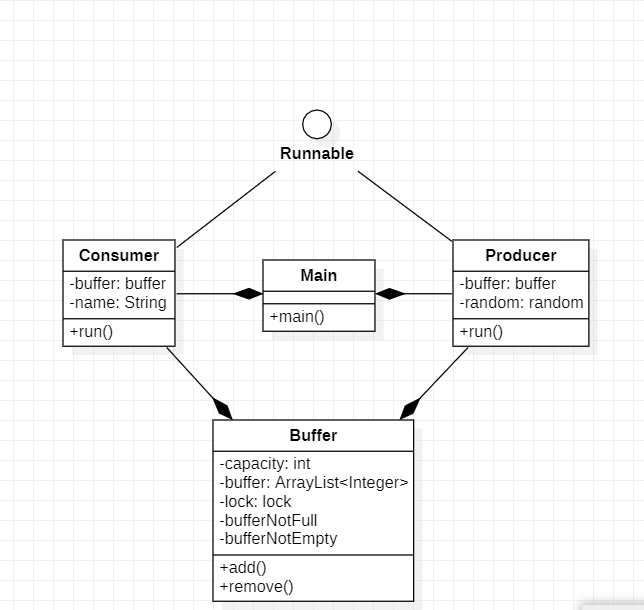 Runnable
Consumer
-buffer: buffer
-name: String
+run()
Main
+main()
Producer
-buffer: buffer
-random: random
+run()
Buffer
-capacity: int
-buffer: ArrayList<Integer>
-lock: lock
-bufferNotFull
-bufferNotEmpty
+add()
+remove()